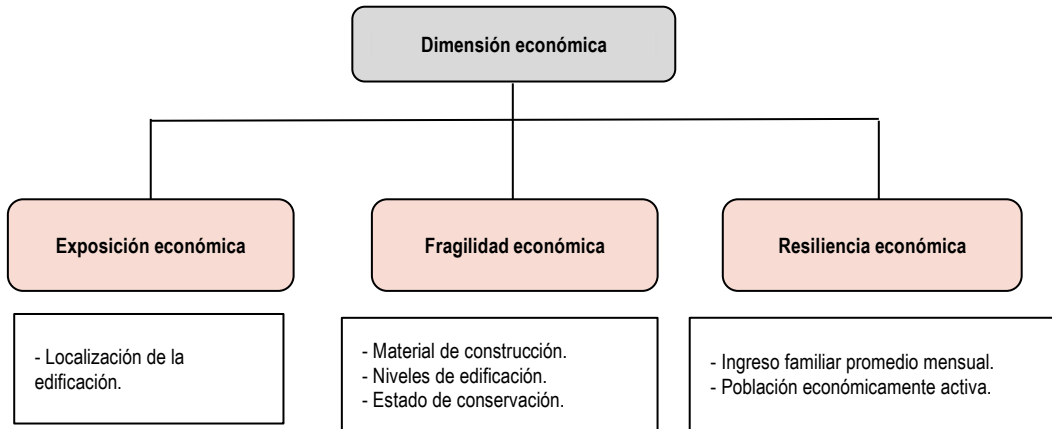 Dimensión económica
Exposición económica
Fragilidad económica
Resiliencia económica
- Localización de la
edificación.
- Material de construcción.
- Niveles de edificación.
- Estado de conservación.
- Ingreso familiar promedio mensual.
- Población económicamente activa.